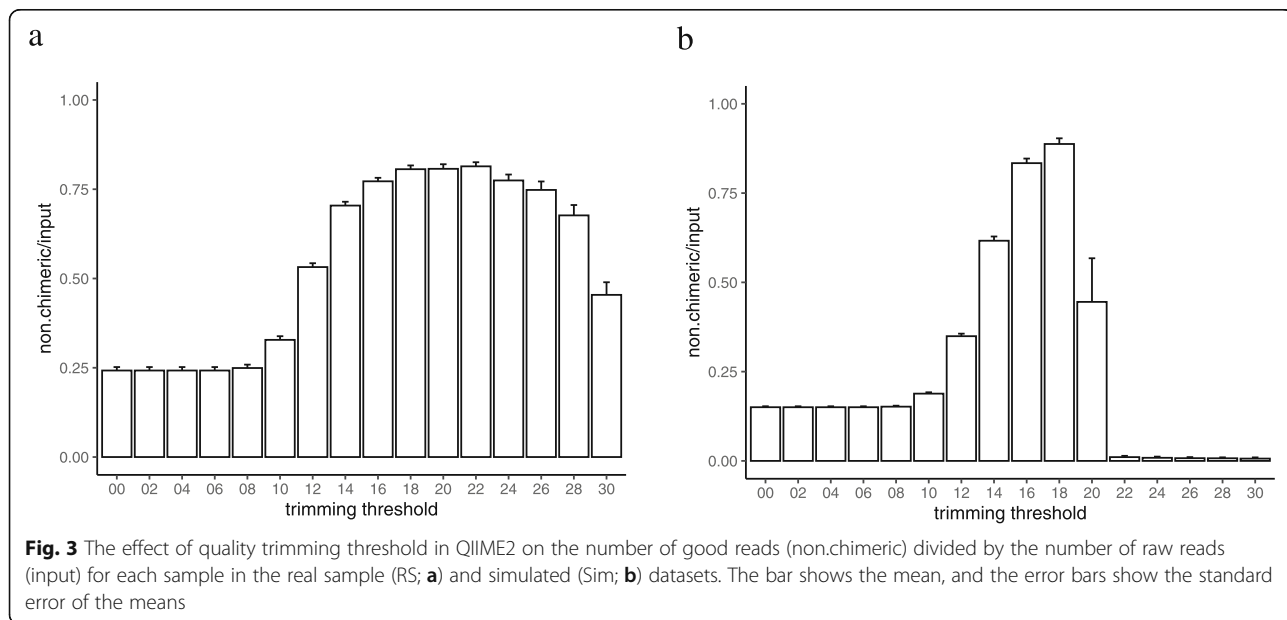 a
1.00
0.75
0.50
0.25
0.00
non.chimeric/input
00 02 04 06 08 10 12 14 16 18 20 22 24 26 28 30
trimming threshold
b
1.00
0.75
0.50
0.25
0.00
non.chimeric/input
00 02 04 06 08 10 12 14 16 18 20 22 24 26 28 30
trimming threshold
Fig. 3 The effect of quality trimming threshold in QIIME2 on the number of good reads (non.chimeric) divided by the number of raw reads
(input) for each sample in the real sample (RS; a) and simulated (Sim; b) datasets. The bar shows the mean, and the error bars show the standard
error of the means